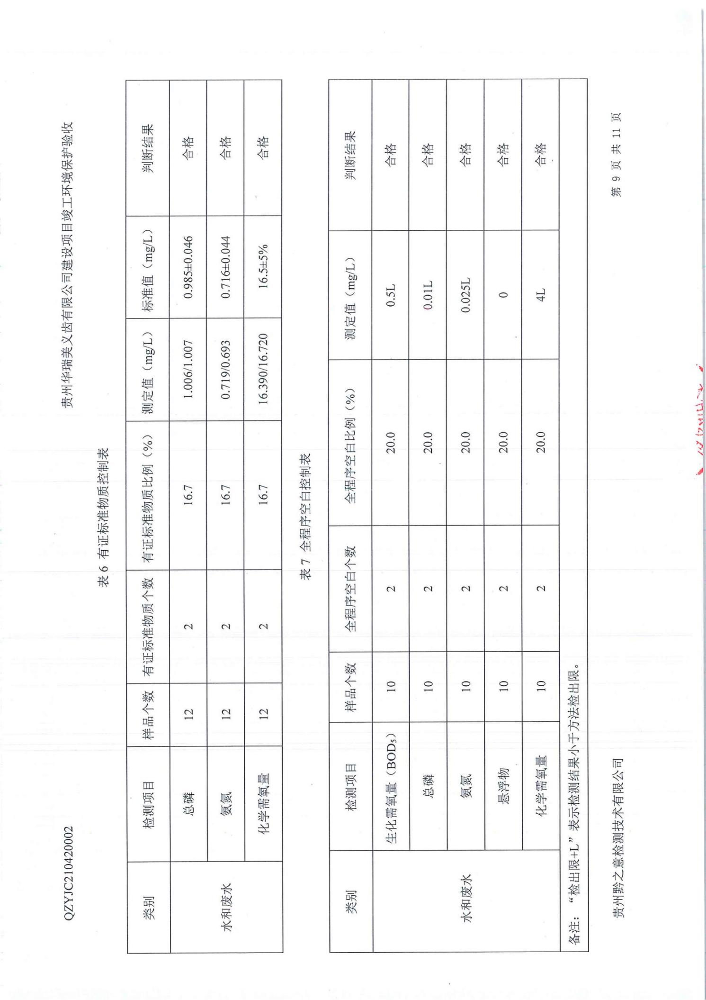 QZYJC210420002 贵州华瑞美义齿有限公司建设项目竣工环境保护验收
表 6 有证标准物质控制表
类别 检测项目 样品个数 有证标准物质个数 有证标准物质比例（%） 测定值（mg/L） 标准值（mg/L） 判断结果
水和废水 总磷 12 2 16.7 1.006/1.007 0.985±0.046 合格
氨氮 12 2 16.7 0.719/0.693 0.716±0.044 合格
化学需氧量 12 2 16.7 16.390/16.720 16.5±5% 合格
表 7 全程序空白控制表
类别 检测项目 样品个数 全程序空白个数 全程序空白比例（%） 测定值（mg/L） 判断结果
水和废水 生化需氧量（BOD₅） 10 2 20.0 0.5L 合格
总磷 10 2 20.0 0.01L 合格
氨氮 10 2 20.0 0.025L 合格
悬浮物 10 2 20.0 0 合格
化学需氧量 10 2 20.0 4L 合格
备注：“检出限+L”表示检测结果小于方法检出限。
贵州黔之意检测技术有限公司 第 9 页 共 11 页